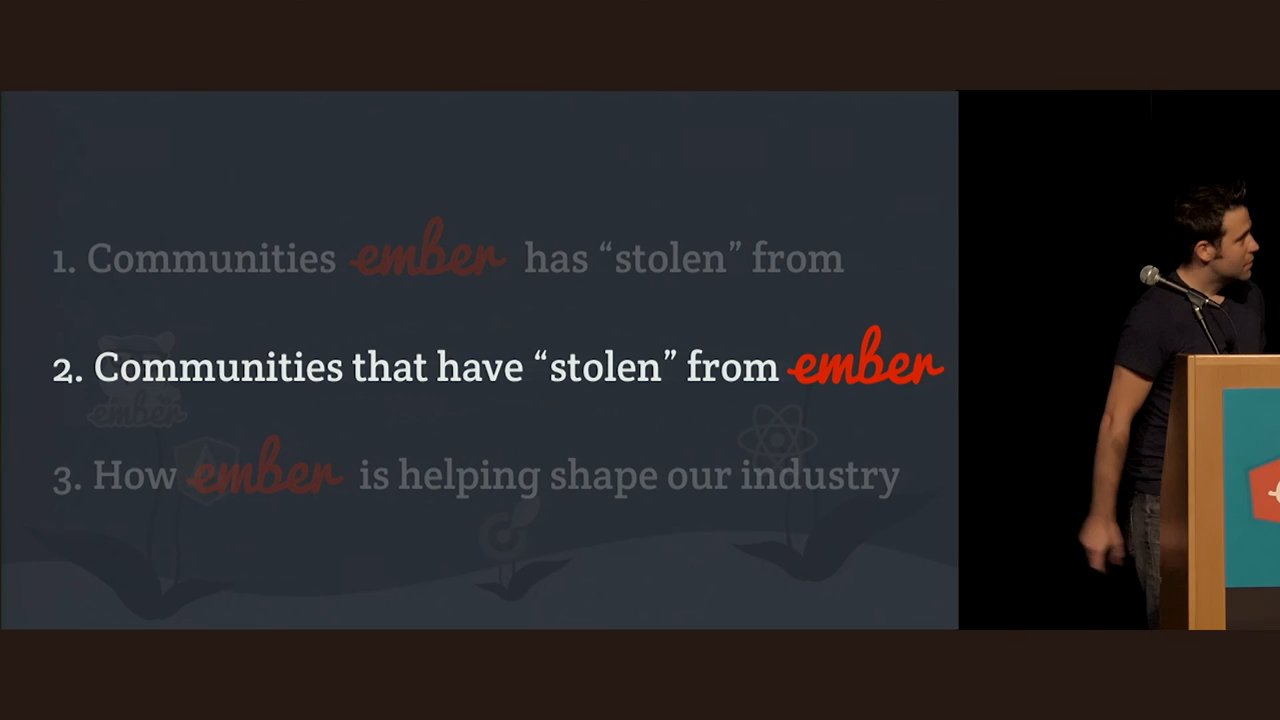 1. Communities ember has “stolen” from
2. Communities that have “stolen” from ember
ember
3. How ember is helping shape our industry